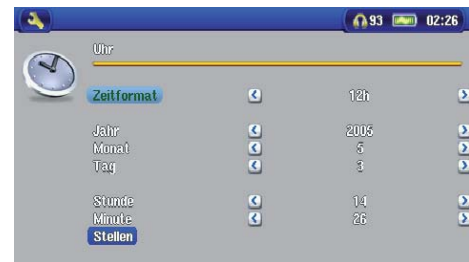 93 02:26
Uhr
Zeitformat 12h
Jahr 2005
Monat 5
Tag 3
Stunde 14
Minute 26
Stellen